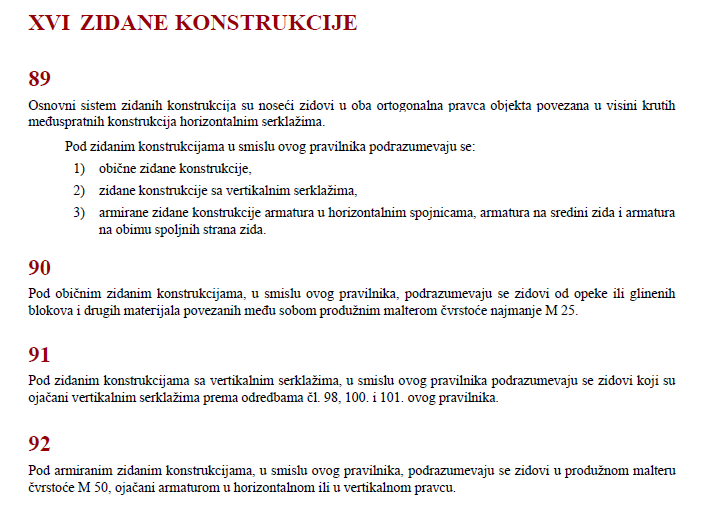 XVI ZIDANE KONSTRUKCIJE
89
Osnovni sistem zidanih konstrukcija su noseći zidovi u oba ortogonalna pravca objekta povezana u visini krutih
međuspratnih konstrukcija horizontalnim serklažima.
Pod zidanim konstrukcijama u smislu ovog pravilnika podrazumevaju se:
1) obične zidane konstrukcije,
2) zidane konstrukcije sa vertikalnim serklažima,
3) armirane zidane konstrukcije armatura u horizontalnim spojnicama, armatura na sredini zida i armatura
na obimu spoljnih strana zida.
90
Pod običnim zidanim konstrukcijama, u smislu ovog pravilnika, podrazumevaju se zidovi od opeke ili glinenih
blokova i drugih materijala povezanih među sobom produžnim malterom čvrstoće najmanje M 25.
91
Pod zidanim konstrukcijama sa vertikalnim serklažima, u smislu ovog pravilnika podrazumevaju se zidovi koji su
ojačani vertikalnim serklažima prema odredbama čl. 98, 100. i 101. ovog pravilnika.
92
Pod armiranim zidanim konstrukcijama, u smislu ovog pravilnika, podrazumevaju se zidovi u produžnom malteru
čvrstoće M 50, ojačani armaturom u horizontalnom ili u vertikalnom pravcu.